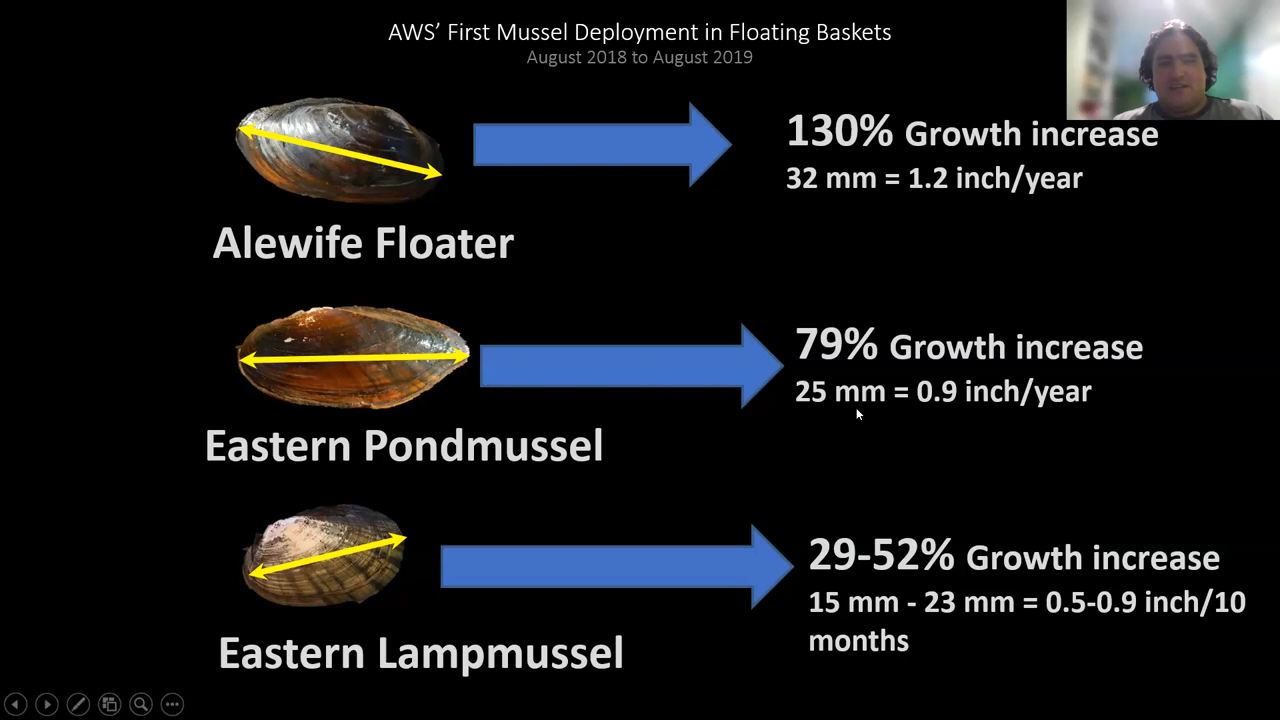 AWS' First Mussel Deployment in Floating Baskets
August 2018 to August 2019
130% Growth increase
32 mm = 1.2 inch/year
Alewife Floater
79% Growth increase
25 mm = 0.9 inch/year
Eastern Pondmussel
29-52% Growth increase
15 mm - 23 mm = 0.5-0.9 inch/10
months
Eastern Lampmussel